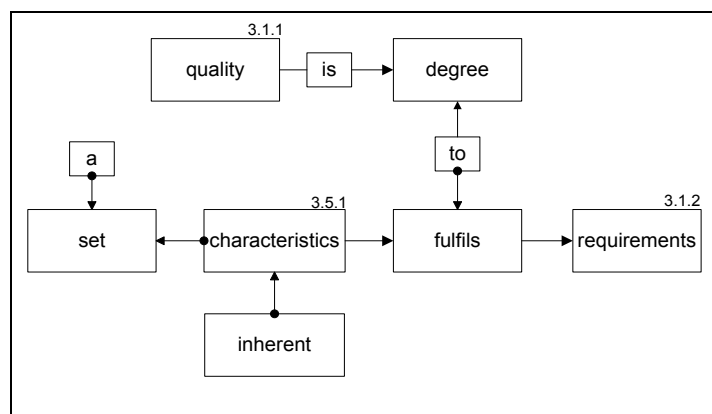 3.1.1
quality
is
degree
a
to
3.5.1
3.1.2
set
characteristics
fulfils
requirements
inherent